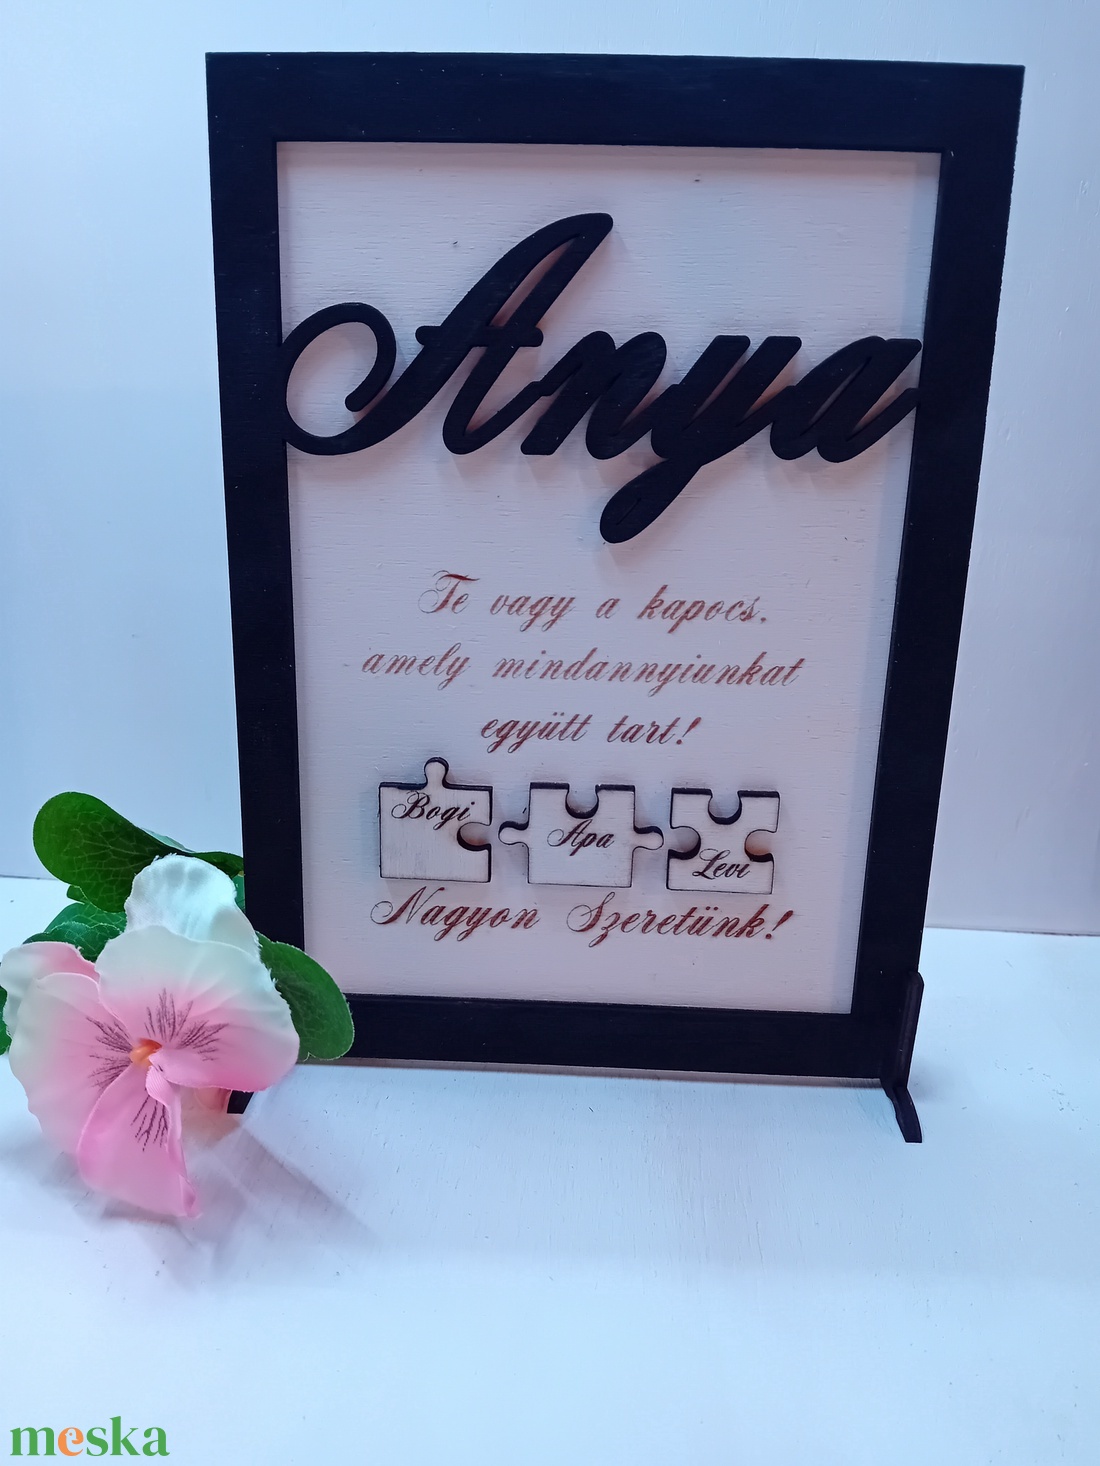 Anya
Te vagy a kapocs,
amely mindannyiunkat
együtt tart!
Bogi
Apa
Levi
Nagyon Szeretünk!
meska